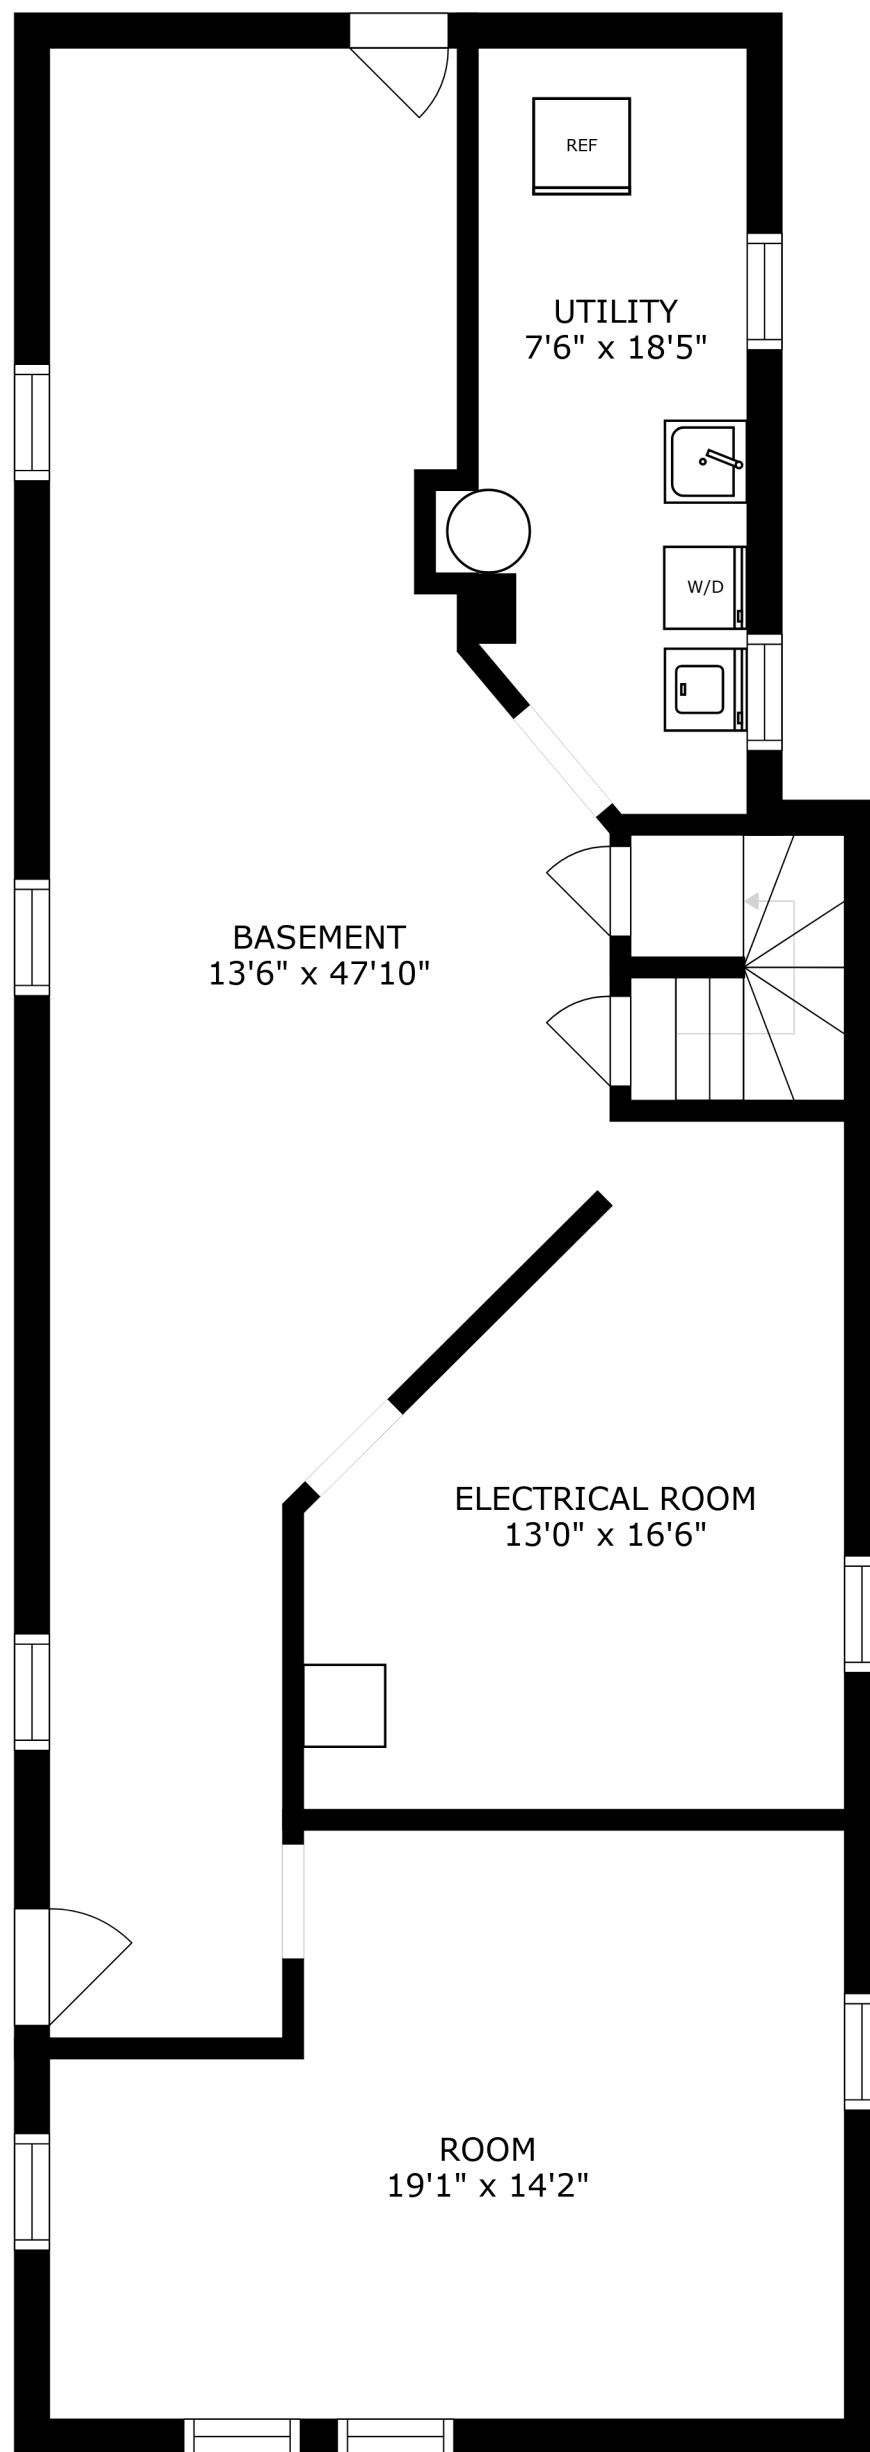 REF
UTILITY
7'6" x 18'5"
W/D
BASEMENT
13'6" x 47'10"
ELECTRICAL ROOM
13'0" x 16'6"
ROOM
19'1" x 14'2"